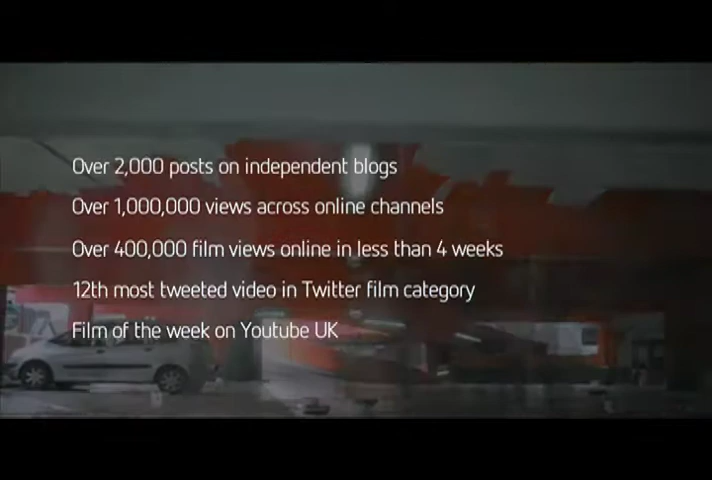 Over 2,000 posts on independent blogs
Over 1,000,000 views across online channels
Over 400,000 film views online in less than 4 weeks
12th most tweeted video in Twitter film category
Film of the week on Youtube UK